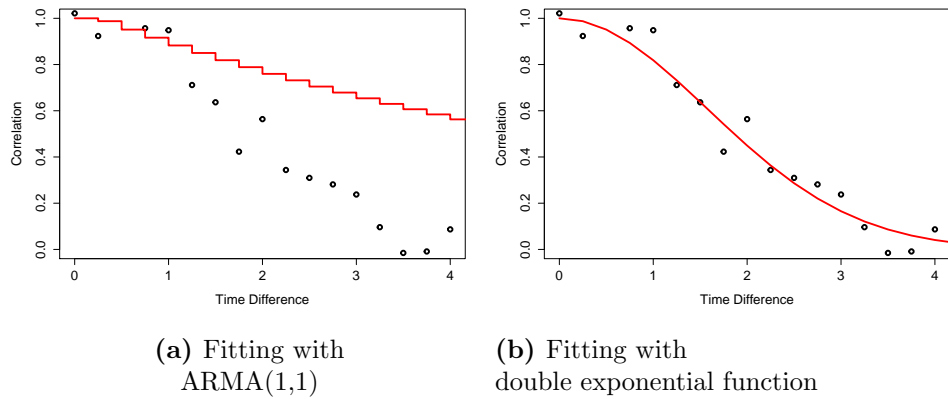 1.0
0.8
0.6
0.4
0.2
0.0
Correlation
0 1 2 3 4
Time Difference
(a) Fitting with
ARMA(1,1)
1.0
0.8
0.6
0.4
0.2
0.0
Correlation
0 1 2 3 4
Time Difference
(b) Fitting with
double exponential function